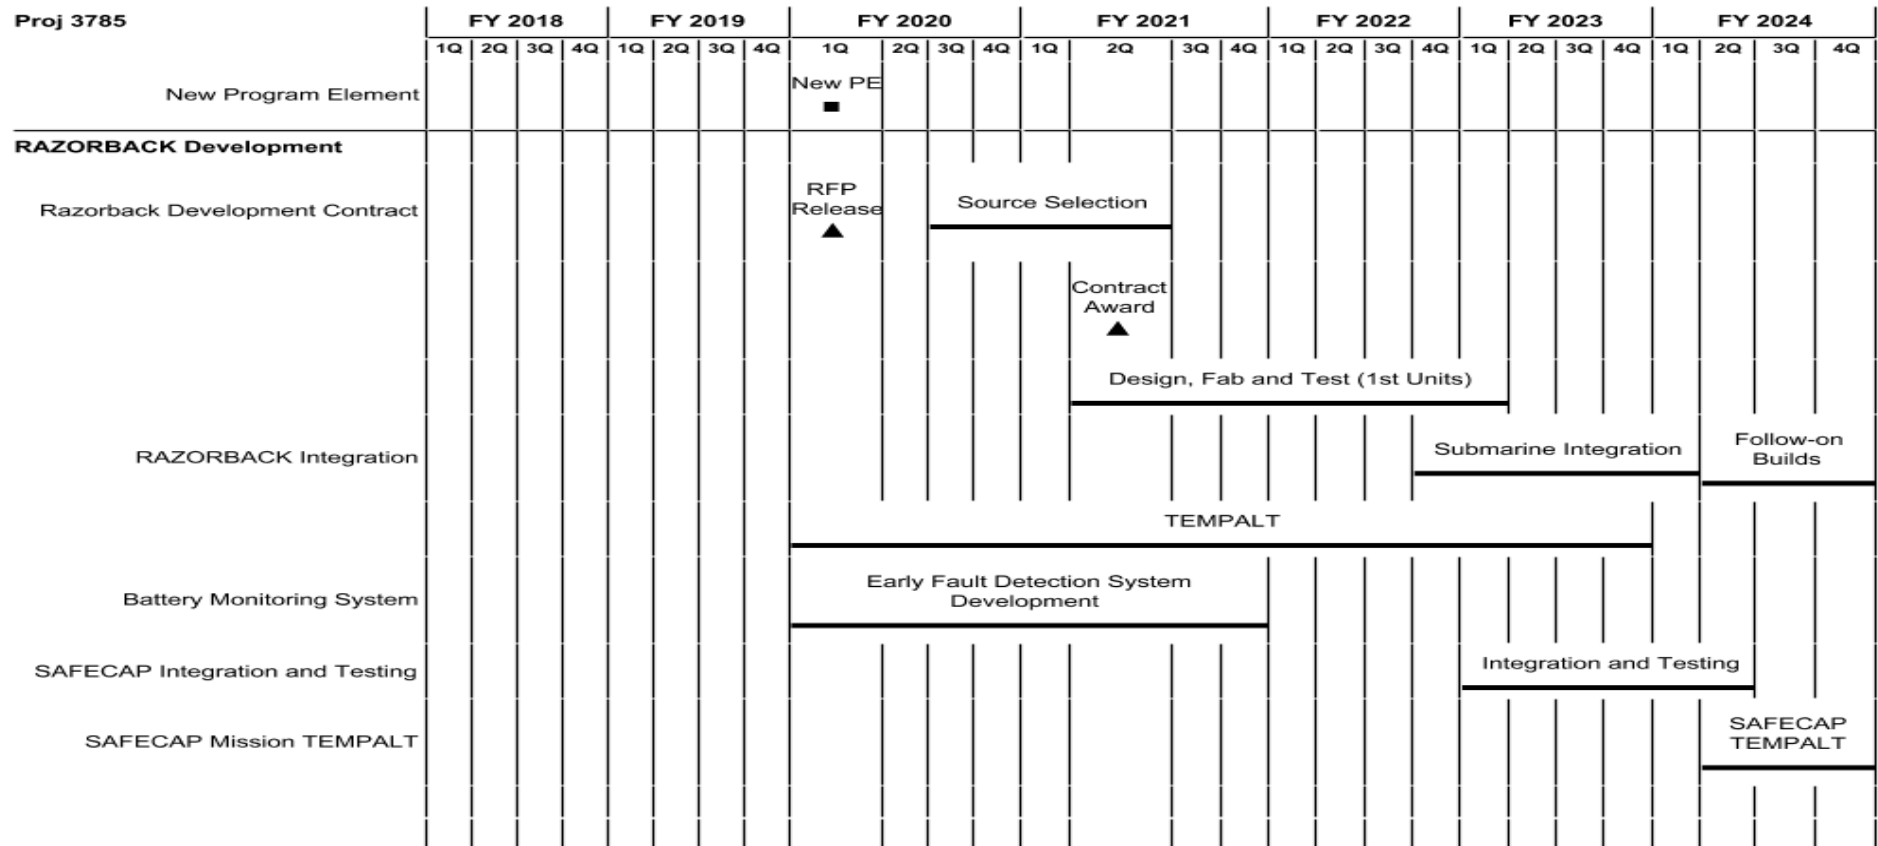 Proj 3785 FY 2018 FY 2019 FY 2020 FY 2021 FY 2022 FY 2023 FY 2024
1Q 2Q 3Q 4Q 1Q 2Q 3Q 4Q 1Q 2Q 3Q 4Q 1Q 2Q 3Q 4Q 1Q 2Q 3Q 4Q 1Q 2Q 3Q 4Q 1Q 2Q 3Q 4Q
New Program Element
New PE
RAZORBACK Development
Razorback Development Contract
RFP
Release
Source Selection
Contract
Award
Design, Fab and Test (1st Units)
RAZORBACK Integration
Submarine Integration
Follow-on
Builds
TEMPALT
Battery Monitoring System
Early Fault Detection System
Development
SAFECAP Integration and Testing
Integration and Testing
SAFECAP Mission TEMPALT
SAFECAP
TEMPALT